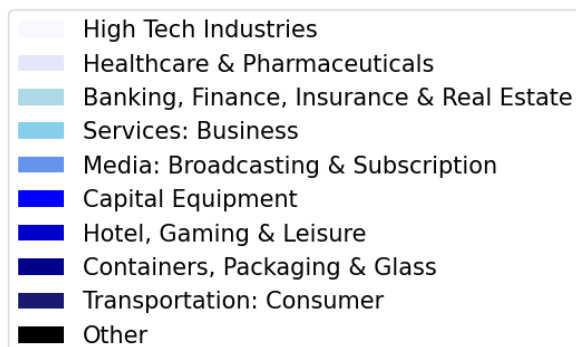 High Tech Industries
Healthcare & Pharmaceuticals
Banking, Finance, Insurance & Real Estate
Services: Business
Media: Broadcasting & Subscription
Capital Equipment
Hotel, Gaming & Leisure
Containers, Packaging & Glass
Transportation: Consumer
Other